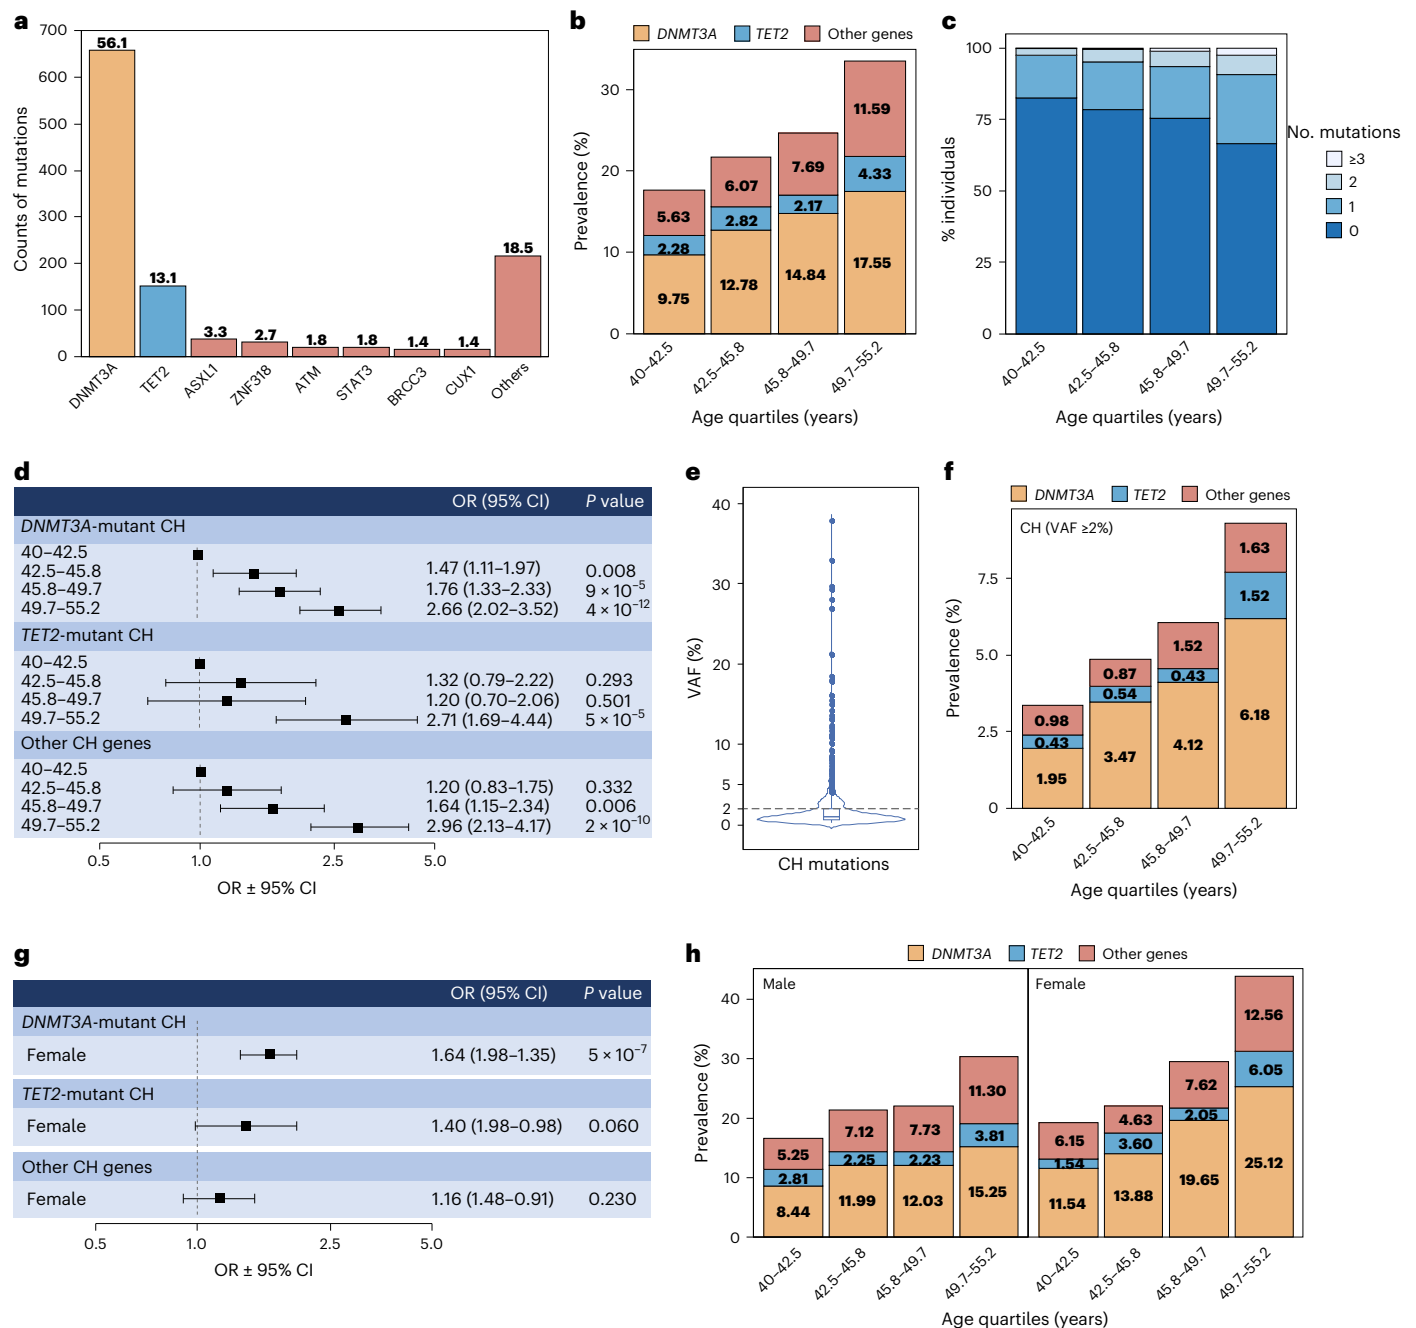 a
700
600
500
400
300
200
100
0
Counts of mutations
56.1
13.1
3.3
2.7
1.8
1.8
1.4
1.4
18.5
DNMT3A
TET2
ASXL1
ZNF318
ATM
STAT3
BRCC3
CUX1
Others
b
DNMT3A TET2 Other genes
30
20
10
0
Prevalence (%)
5.63
2.28
9.75
6.07
2.82
12.78
7.69
2.17
14.84
11.59
4.33
17.55
40–42.5
42.5–45.8
45.8–49.7
49.7–55.2
Age quartiles (years)
c
100
75
50
25
0
% individuals
No. mutations
≥3
2
1
0
40–42.5
42.5–45.8
45.8–49.7
49.7–55.2
Age quartiles (years)
d
OR (95% CI) P value
DNMT3A-mutant CH
40–42.5
42.5–45.8 1.47 (1.11–1.97) 0.008
45.8–49.7 1.76 (1.33–2.33) 9 × 10−5
49.7–55.2 2.66 (2.02–3.52) 4 × 10−12
TET2-mutant CH
40–42.5
42.5–45.8 1.32 (0.79–2.22) 0.293
45.8–49.7 1.20 (0.70–2.06) 0.501
49.7–55.2 2.71 (1.69–4.44) 5 × 10−5
Other CH genes
40–42.5
42.5–45.8 1.20 (0.83–1.75) 0.332
45.8–49.7 1.64 (1.15–2.34) 0.006
49.7–55.2 2.96 (2.13–4.17) 2 × 10−10
0.5 1.0 2.5 5.0
OR ± 95% CI
e
40
30
20
10
5
2
0
VAF (%)
CH mutations
f
DNMT3A TET2 Other genes
CH (VAF ≥2%)
7.5
5.0
2.5
0
Prevalence (%)
0.98
0.43
1.95
0.87
0.54
3.47
1.52
0.43
4.12
1.63
1.52
6.18
40–42.5
42.5–45.8
45.8–49.7
49.7–55.2
Age quartiles (years)
g
OR (95% CI) P value
DNMT3A-mutant CH
Female 1.64 (1.98–1.35) 5 × 10−7
TET2-mutant CH
Female 1.40 (1.98–0.98) 0.060
Other CH genes
Female 1.16 (1.48–0.91) 0.230
0.5 1.0 2.5 5.0
OR ± 95% CI
h
DNMT3A TET2 Other genes
Male
Female
40
30
20
10
0
Prevalence (%)
5.25
2.81
8.44
7.12
2.25
11.99
7.73
2.23
12.03
11.30
3.81
15.25
6.15
1.54
11.54
4.63
3.60
13.88
7.62
2.05
19.65
12.56
6.05
25.12
40–42.5
42.5–45.8
45.8–49.7
49.7–55.2
40–42.5
42.5–45.8
45.8–49.7
49.7–55.2
Age quartiles (years)